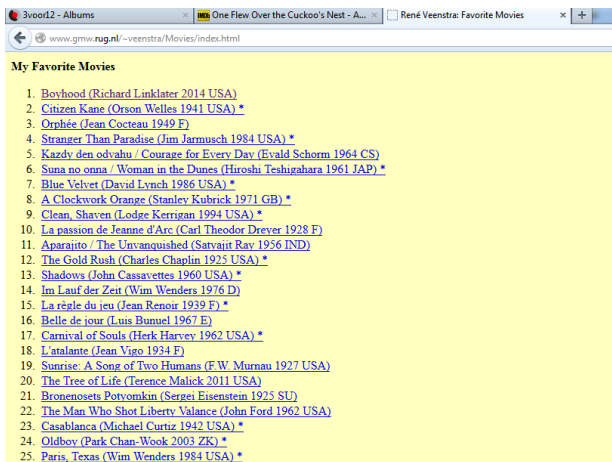 3voor12 - Albums × IMDb One Flew Over the Cuckoo's Nest - A... × René Veenstra: Favorite Movies × +
www.gmw.rug.nl/~veenstra/Movies/index.html
My Favorite Movies
1. Boyhood (Richard Linklater 2014 USA)
2. Citizen Kane (Orson Welles 1941 USA) *
3. Orphée (Jean Cocteau 1949 F)
4. Stranger Than Paradise (Jim Jarmusch 1984 USA) *
5. Kazdy den odvahu / Courage for Every Day (Evald Schorm 1964 CS)
6. Suna no onna / Woman in the Dunes (Hiroshi Teshigahara 1961 JAP) *
7. Blue Velvet (David Lynch 1986 USA) *
8. A Clockwork Orange (Stanley Kubrick 1971 GB) *
9. Clean, Shaven (Lodge Kerrigan 1994 USA) *
10. La passion de Jeanne d'Arc (Carl Theodor Dreyer 1928 F)
11. Aparajito / The Unvanquished (Satyajit Ray 1956 IND)
12. The Gold Rush (Charles Chaplin 1925 USA) *
13. Shadows (John Cassavettes 1960 USA) *
14. Im Lauf der Zeit (Wim Wenders 1976 D)
15. La règle du jeu (Jean Renoir 1939 F) *
16. Belle de jour (Luis Bunuel 1967 E)
17. Carnival of Souls (Herk Harvey 1962 USA) *
18. L'atalante (Jean Vigo 1934 F)
19. Sunrise: A Song of Two Humans (F.W. Murnau 1927 USA)
20. The Tree of Life (Terence Malick 2011 USA)
21. Bronenosets Potyomkin (Sergei Eisenstein 1925 SU)
22. The Man Who Shot Liberty Valance (John Ford 1962 USA)
23. Casablanca (Michael Curtiz 1942 USA) *
24. Oldboy (Park Chan-Wook 2003 ZK) *
25. Paris, Texas (Wim Wenders 1984 USA) *